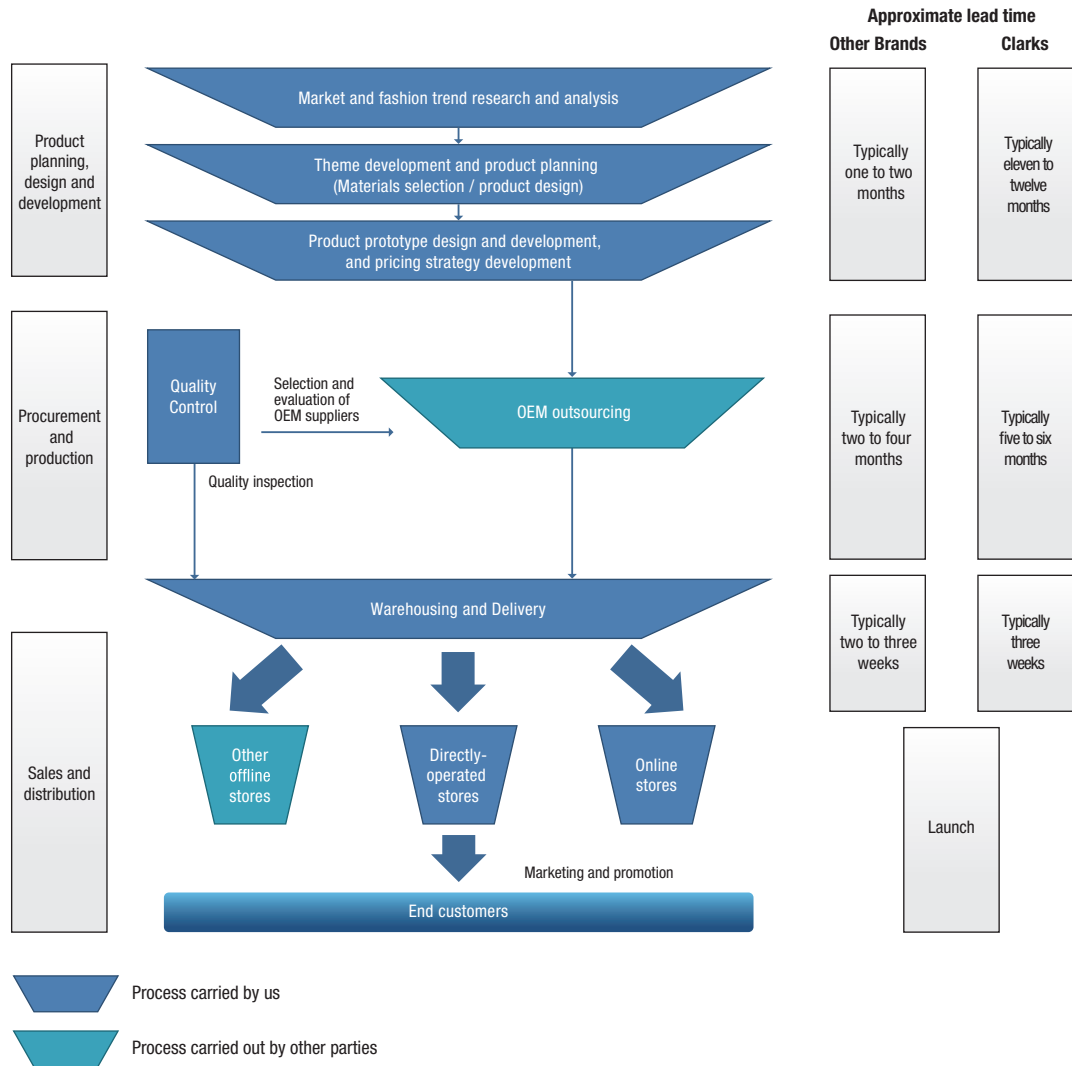 Approximate lead time
Other Brands
Clarks
Product
planning,
design and
development
Market and fashion trend research and analysis
Theme development and product planning
(Materials selection / product design)
Product prototype design and development,
and pricing strategy development
Typically
one to two
months
Typically
eleven to
twelve
months
Procurement
and
production
Quality
Control
Selection and
evaluation of
OEM suppliers
OEM outsourcing
Quality inspection
Typically
two to four
months
Typically
five to six
months
Warehousing and Delivery
Typically
two to three
weeks
Typically
three
weeks
Sales and
distribution
Other
offline
stores
Directly-
operated
stores
Online
stores
Launch
Marketing and promotion
End customers
Process carried by us
Process carried out by other parties